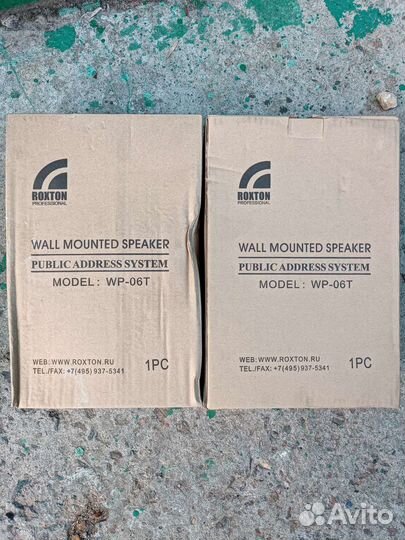 ROXTON
PROFESSIONAL
WALL MOUNTED SPEAKER
PUBLIC ADDRESS SYSTEM
MODEL: WP-06T
WEB: WWW.ROXTON.RU
TEL./FAX: +7(495) 937-5341
1PC
ROXTON
PROFESSIONAL
WALL MOUNTED SPEAKER
PUBLIC ADDRESS SYSTEM
MODEL: WP-06T
WEB: WWW.ROXTON.RU
TEL./FAX: +7(495) 937-5341
1PC
Avito